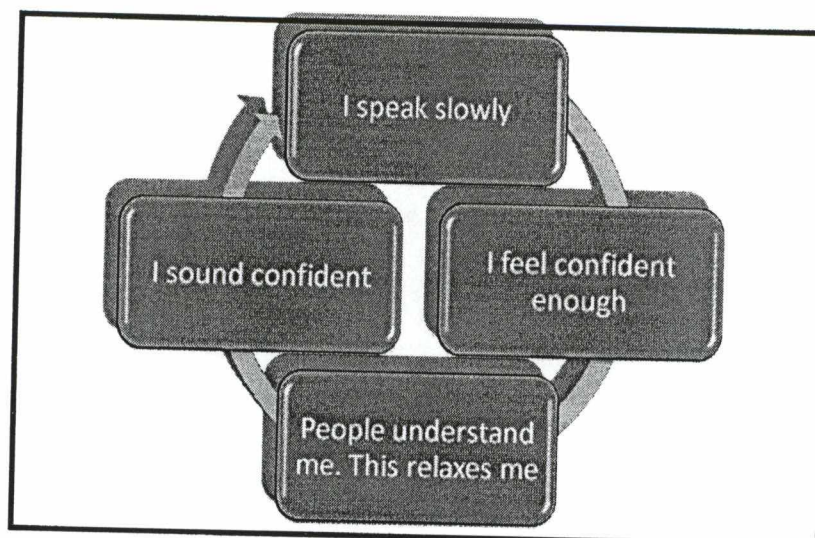 I speak slowly
I feel confident
enough
People understand
me. This relaxes me
I sound confident